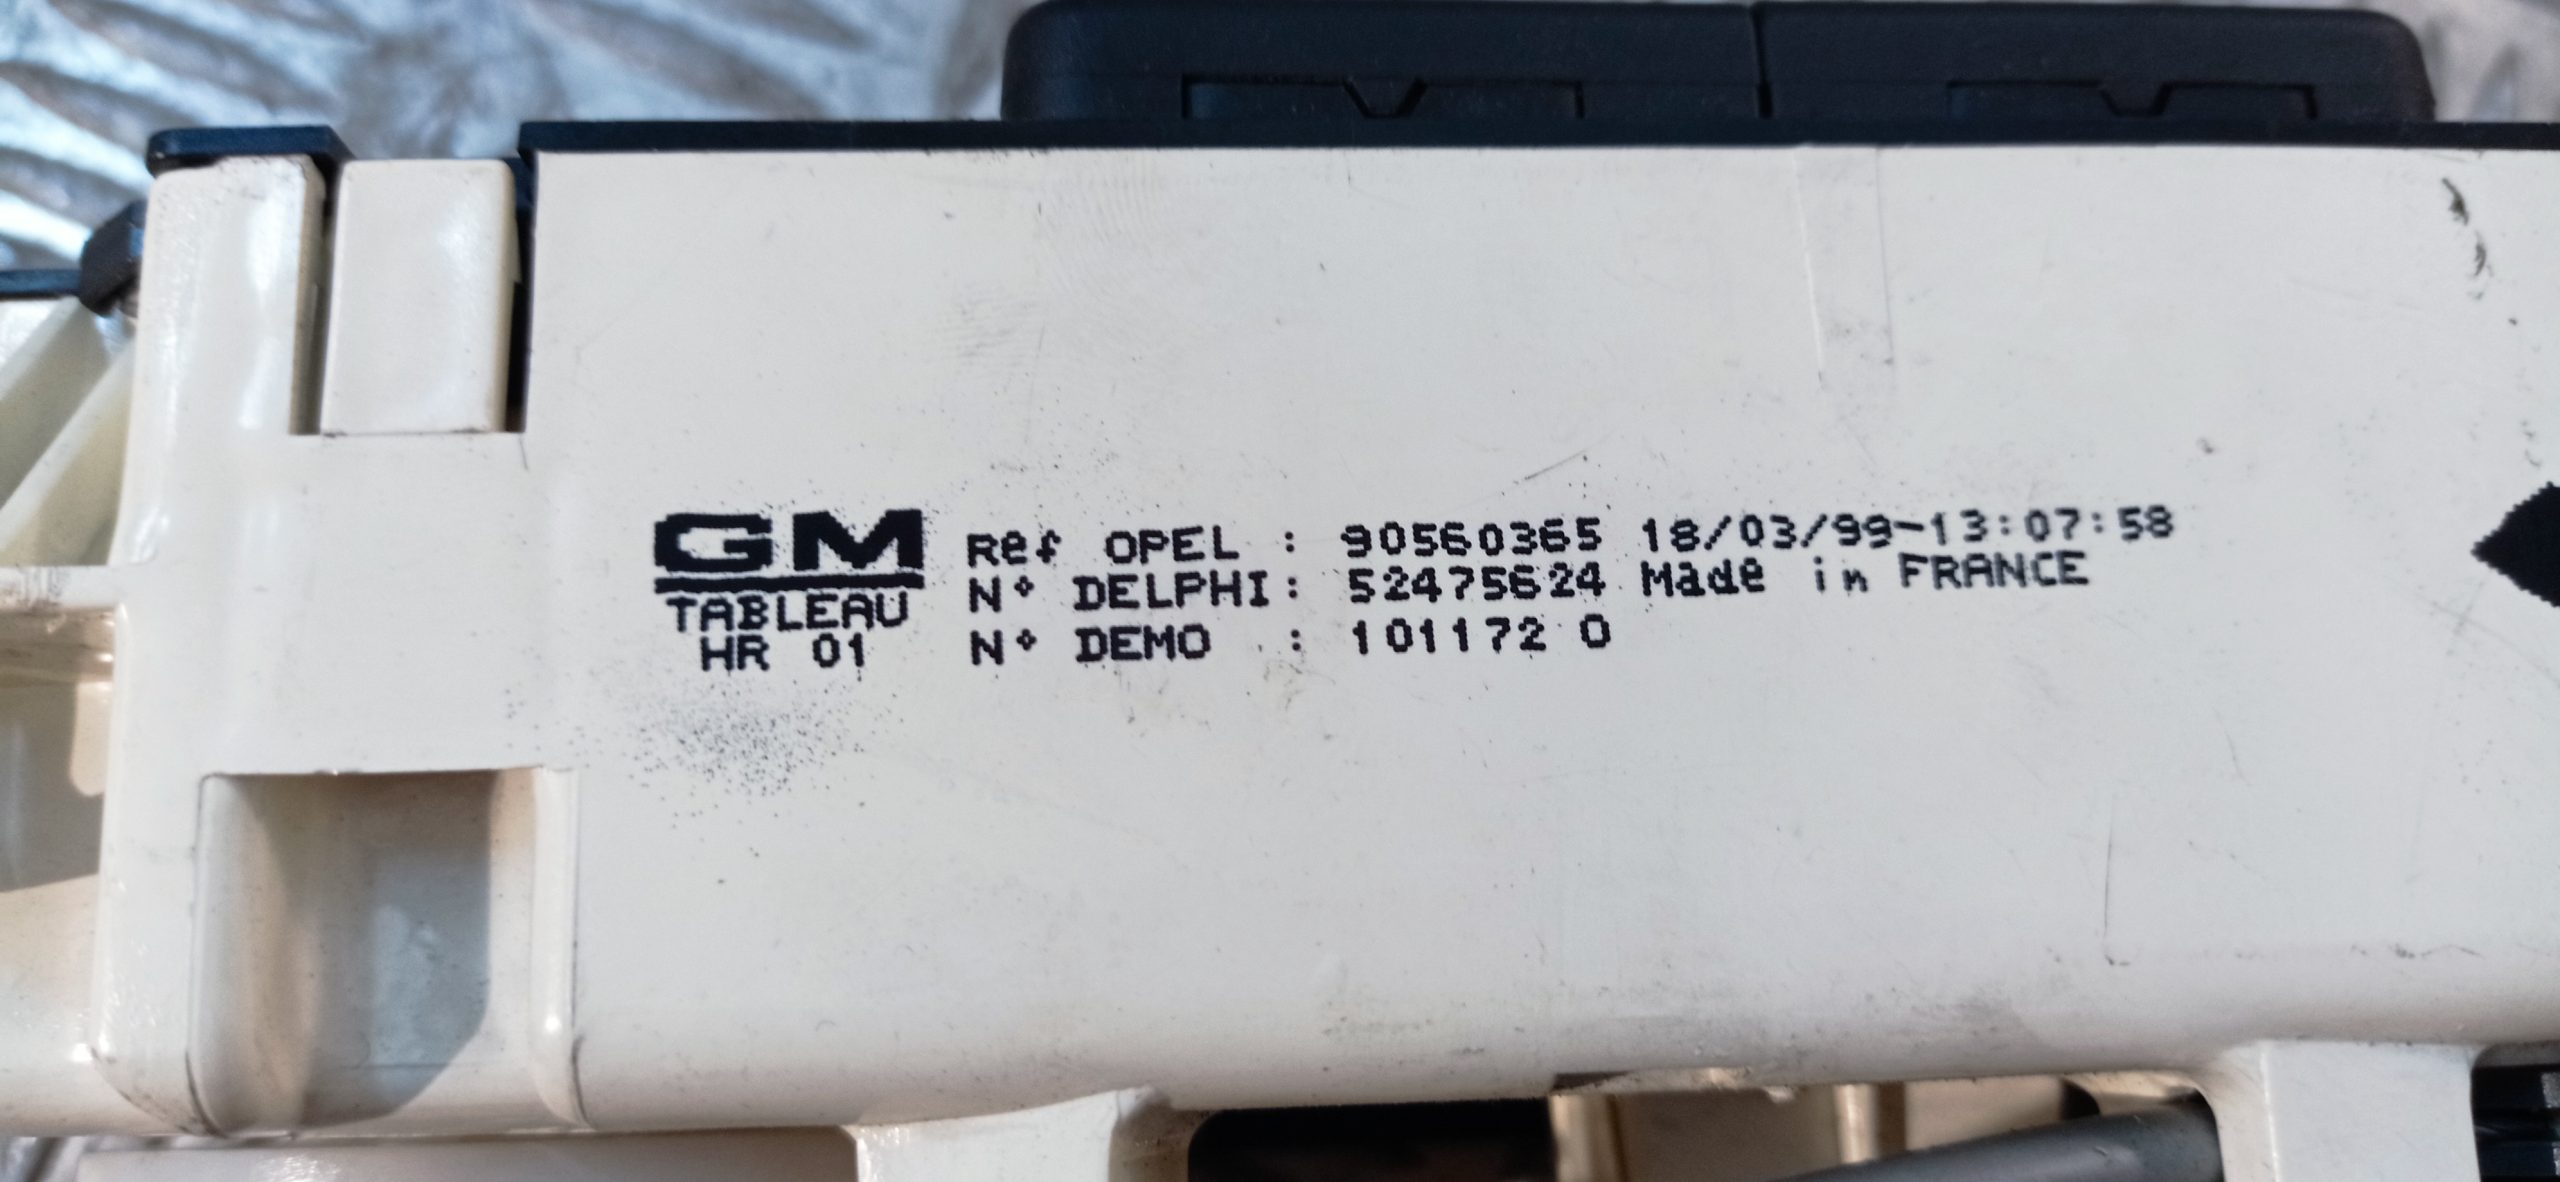 GM
TABLEAU
HR 01
Ref OPEL : 90560365 18/03/99-13:07:58
N° DELPHI: 52475624 Made in FRANCE
N° DEMO : 101172 0